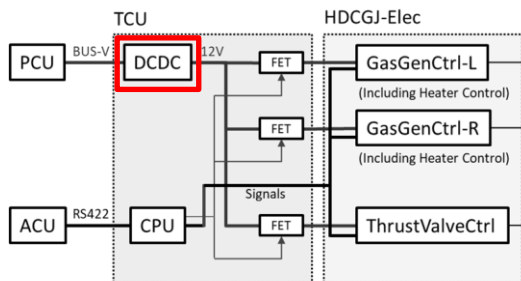 TCU
HDCGJ-Elec
PCU
BUS-V
DCDC
12V
FET
GasGenCtrl-L
(Including Heater Control)
FET
GasGenCtrl-R
(Including Heater Control)
Signals
ACU
RS422
CPU
FET
ThrustValveCtrl